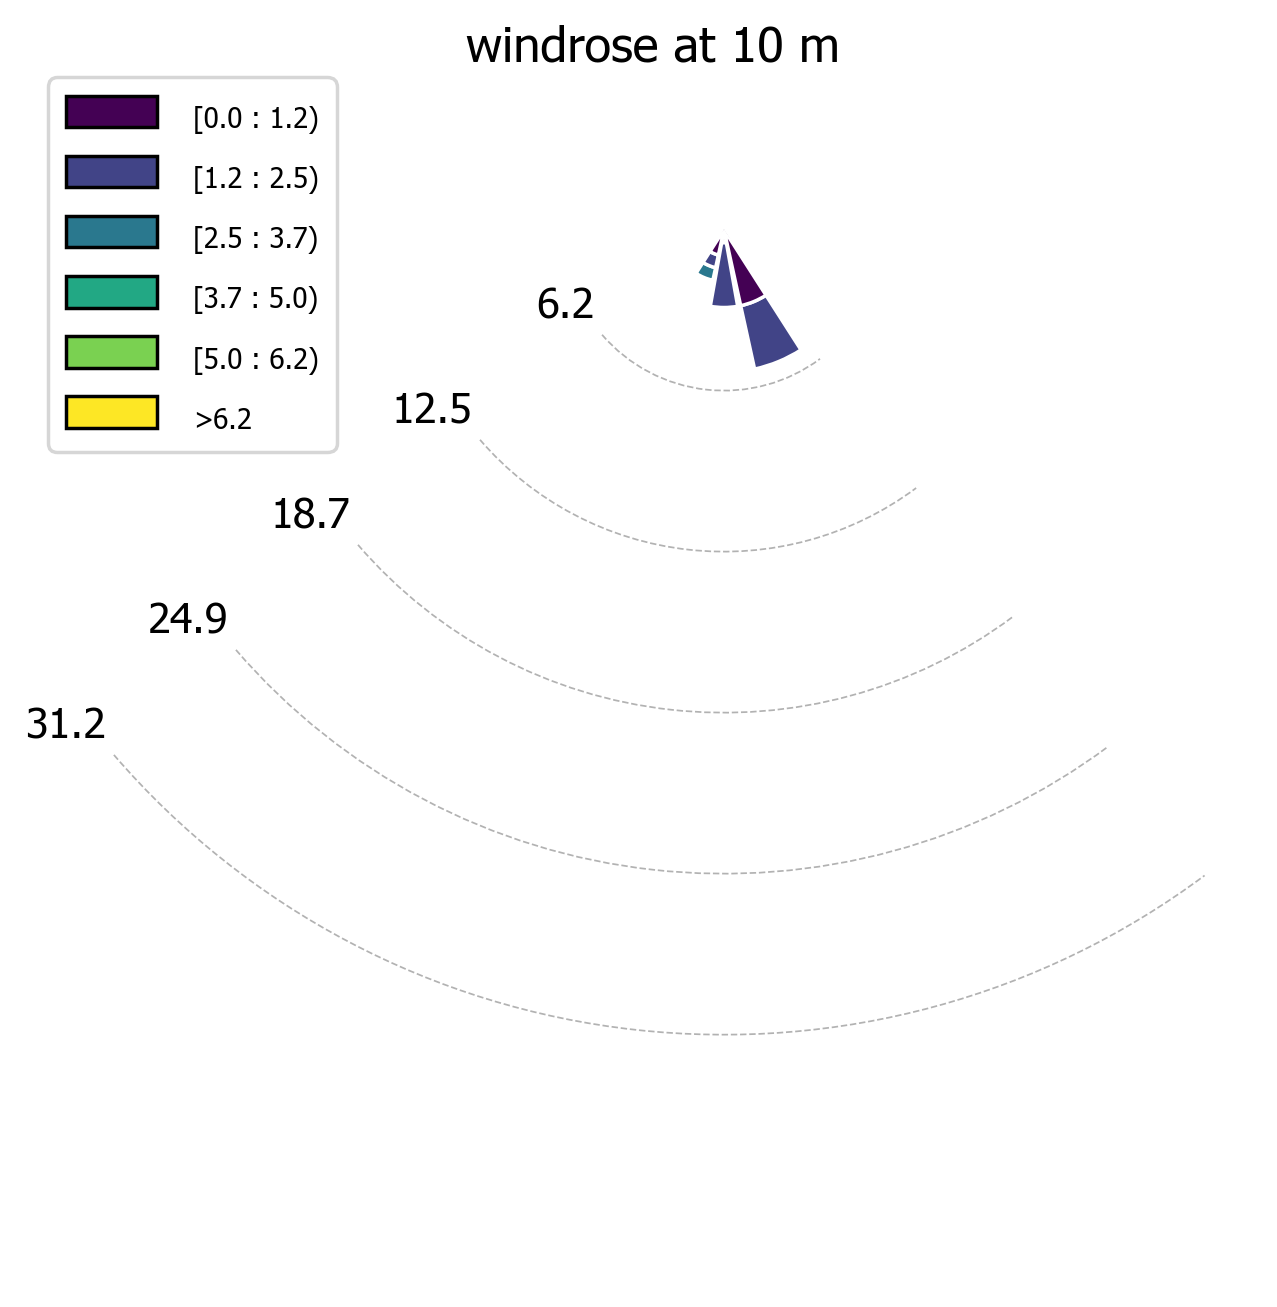 windrose at 10 m
[0.0 : 1.2)
[1.2 : 2.5)
[2.5 : 3.7)
[3.7 : 5.0)
[5.0 : 6.2)
>6.2
6.2
12.5
18.7
24.9
31.2